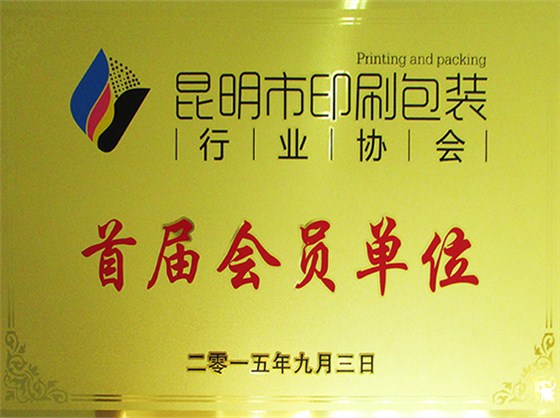 Printing and packing
昆明市印刷包装
行业协会
首届会员单位
二零一五年九月三日